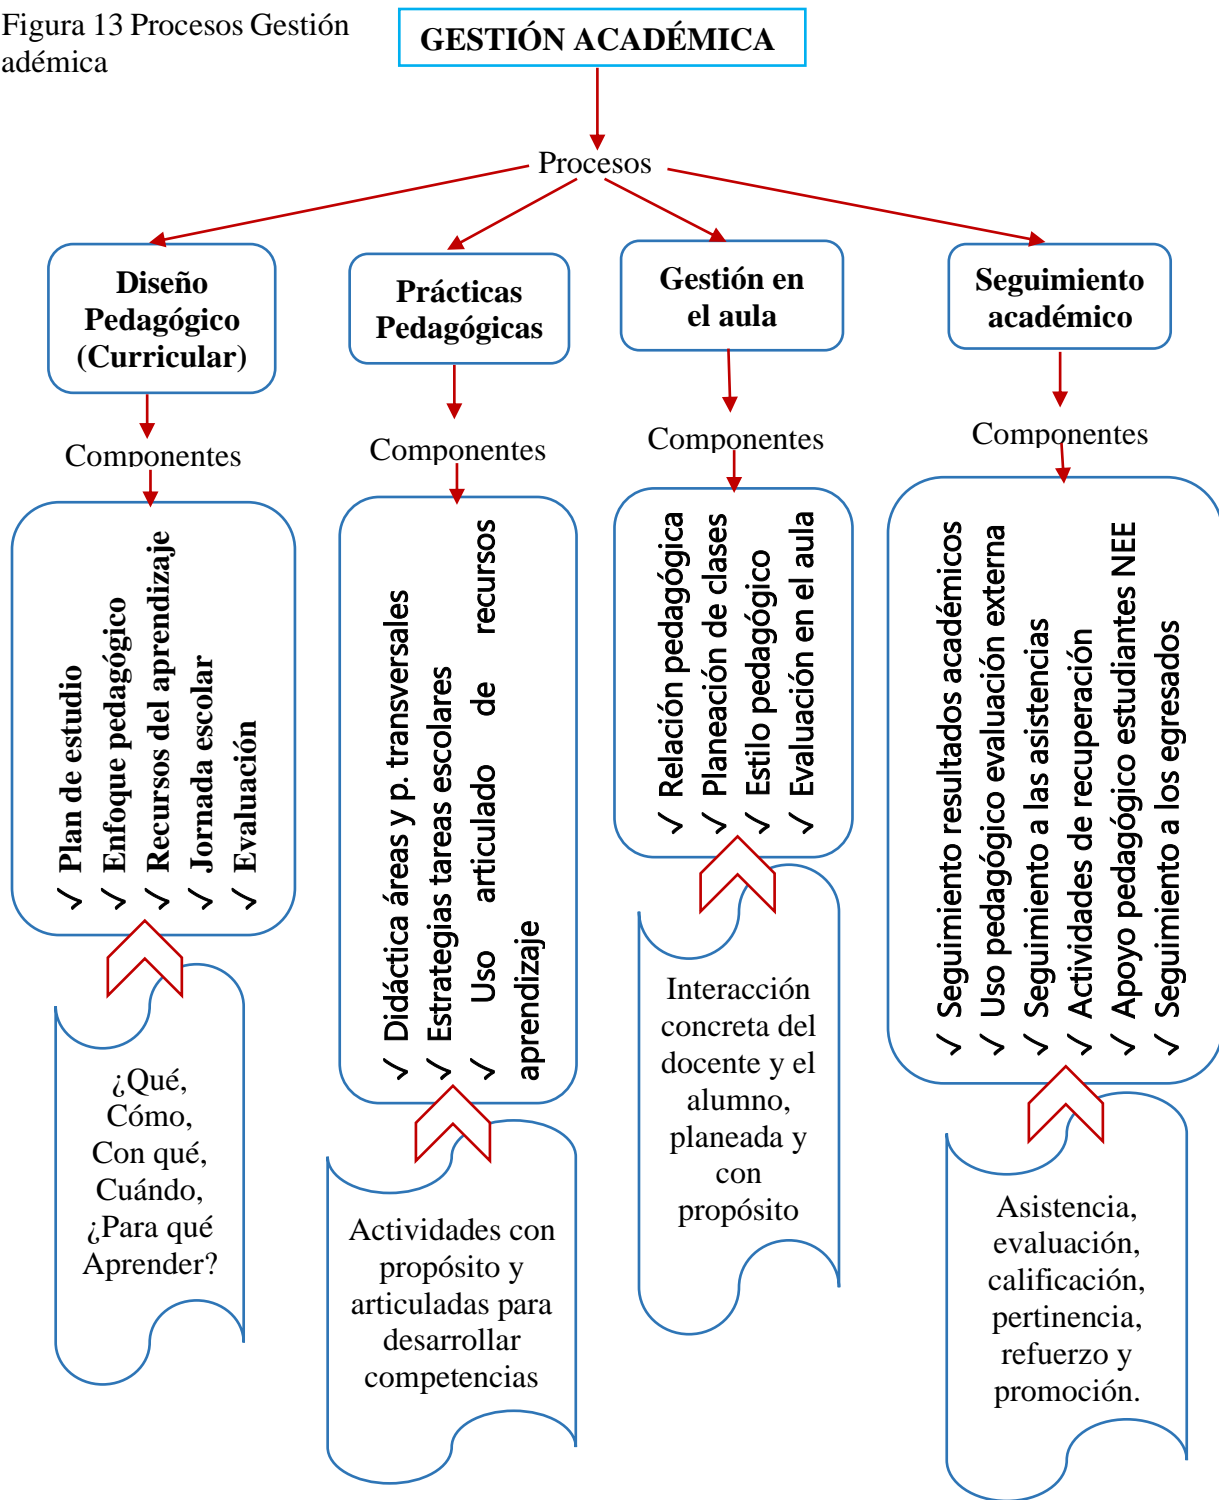 Figura 13 Procesos Gestión
adémica
GESTIÓN ACADÉMICA
Procesos
Diseño
Pedagógico
(Curricular)
Prácticas
Pedagógicas
Gestión en
el aula
Seguimiento
académico
Componentes
Componentes
Componentes
Componentes
✓ Plan de estudio
✓ Enfoque pedagógico
✓ Recursos del aprendizaje
✓ Jornada escolar
✓ Evaluación
✓ Didáctica áreas y p. transversales
✓ Estrategias tareas escolares
✓ Uso articulado de recursos
aprendizaje
✓ Relación pedagógica
✓ Planeación de clases
✓ Estilo pedagógico
✓ Evaluación en el aula
✓ Seguimiento resultados académicos
✓ Uso pedagógico evaluación externa
✓ Seguimiento a las asistencias
✓ Actividades de recuperación
✓ Apoyo pedagógico estudiantes NEE
✓ Seguimiento a los egresados
¿Qué,
Cómo,
Con qué,
Cuándo,
¿Para qué
Aprender?
Actividades con
propósito y
articuladas para
desarrollar
competencias
Interacción
concreta del
docente y el
alumno,
planeada y
con
propósito
Asistencia,
evaluación,
calificación,
pertinencia,
refuerzo y
promoción.